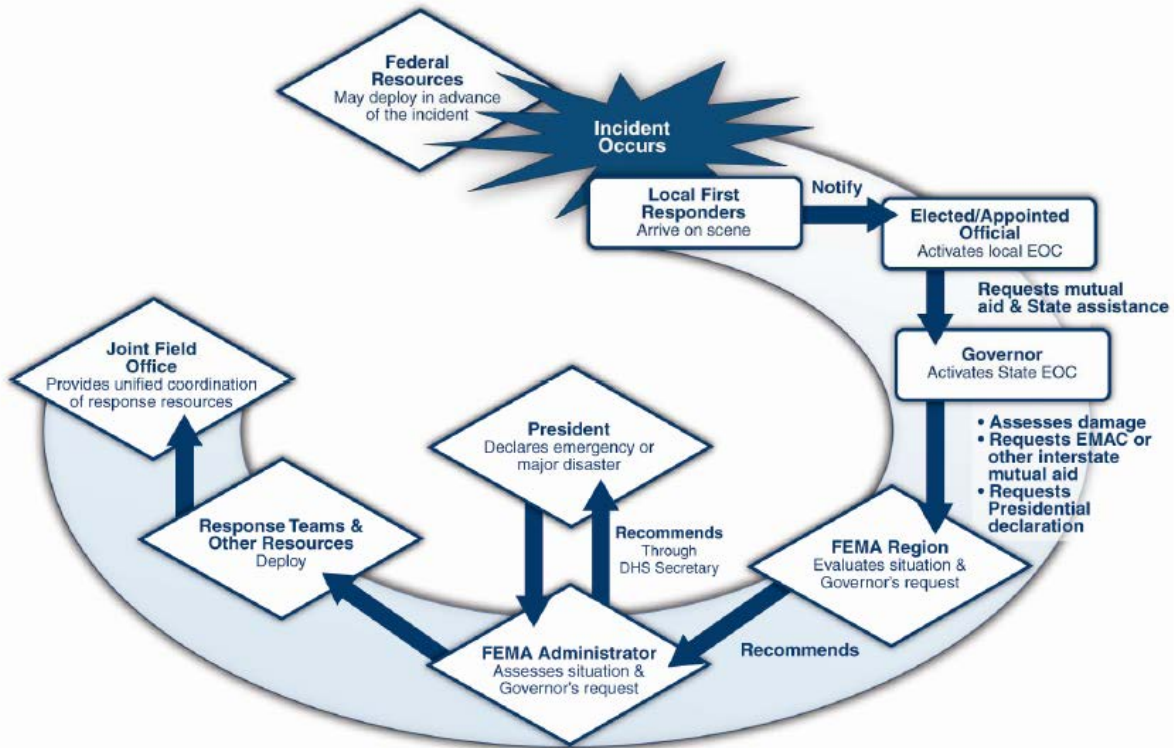 Federal
Resources
May deploy in advance
of the incident
Incident
Occurs
Local First
Responders
Arrive on scene
Notify
Elected/Appointed
Official
Activates local EOC
Requests mutual
aid & State assistance
Governor
Activates State EOC
• Assesses damage
• Requests EMAC or
other interstate
mutual aid
• Requests
Presidential
declaration
FEMA Region
Evaluates situation &
Governor's request
Recommends
FEMA Administrator
Assesses situation &
Governor's request
Recommends
Through
DHS Secretary
President
Declares emergency or
major disaster
Response Teams &
Other Resources
Deploy
Joint Field
Office
Provides unified coordination
of response resources